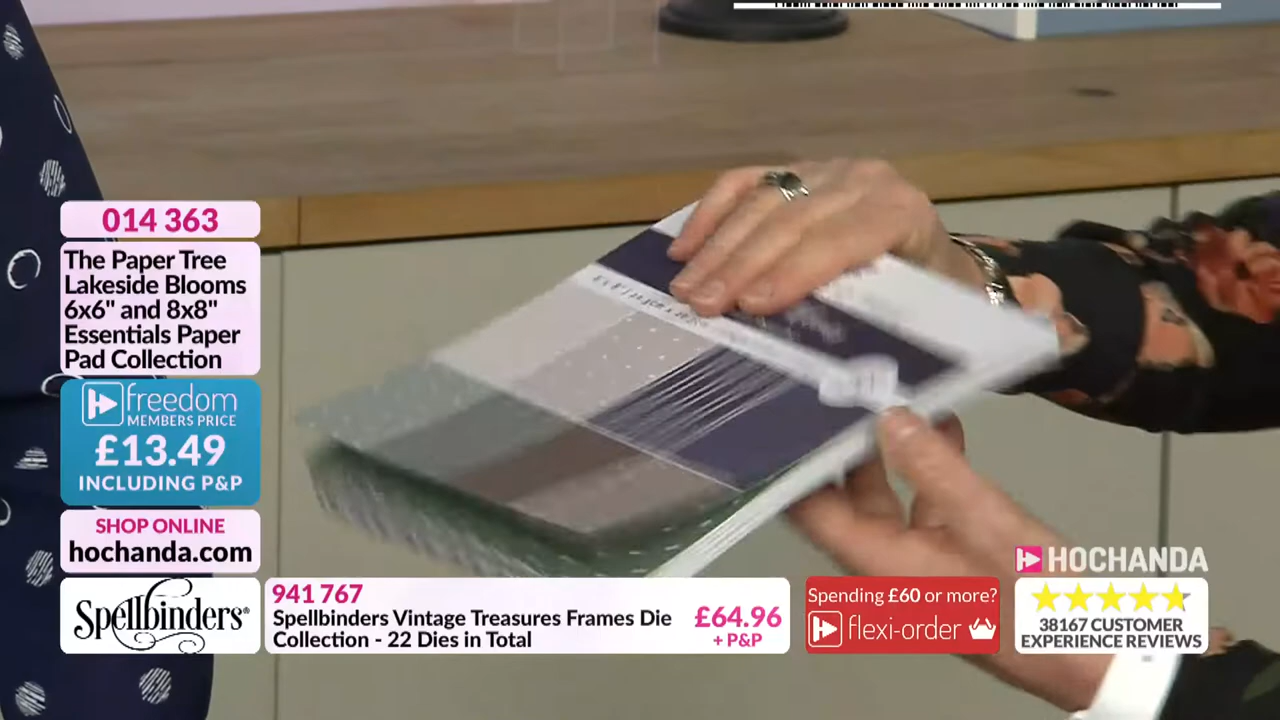 014 363
The Paper Tree
Lakeside Blooms
6x6" and 8x8"
Essentials Paper
Pad Collection
freedom
MEMBERS PRICE
£13.49
INCLUDING P&P
SHOP ONLINE
hochanda.com
Spellbinders®
941 767
Spellbinders Vintage Treasures Frames Die
Collection - 22 Dies in Total
£64.96
+ P&P
Spending £60 or more?
flexi-order
HOCHANDA
38167 CUSTOMER
EXPERIENCE REVIEWS